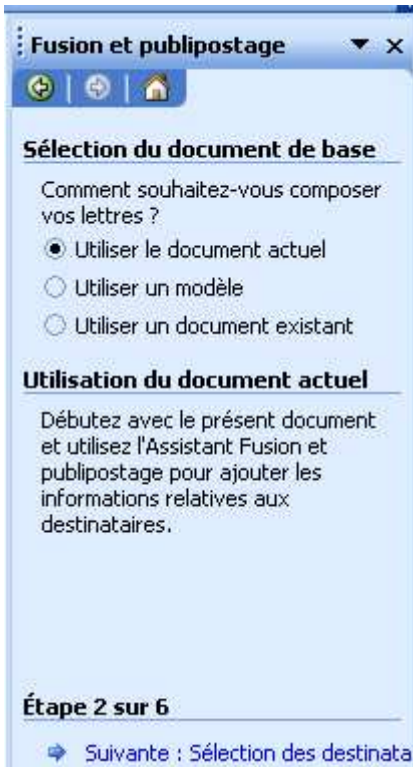 Fusion et publipostage
Sélection du document de base
Comment souhaitez-vous composer
vos lettres ?
Utiliser le document actuel
Utiliser un modèle
Utiliser un document existant
Utilisation du document actuel
Débutez avec le présent document
et utilisez l'Assistant Fusion et
publipostage pour ajouter les
informations relatives aux
destinataires.
Étape 2 sur 6
Suivante : Sélection des destinata